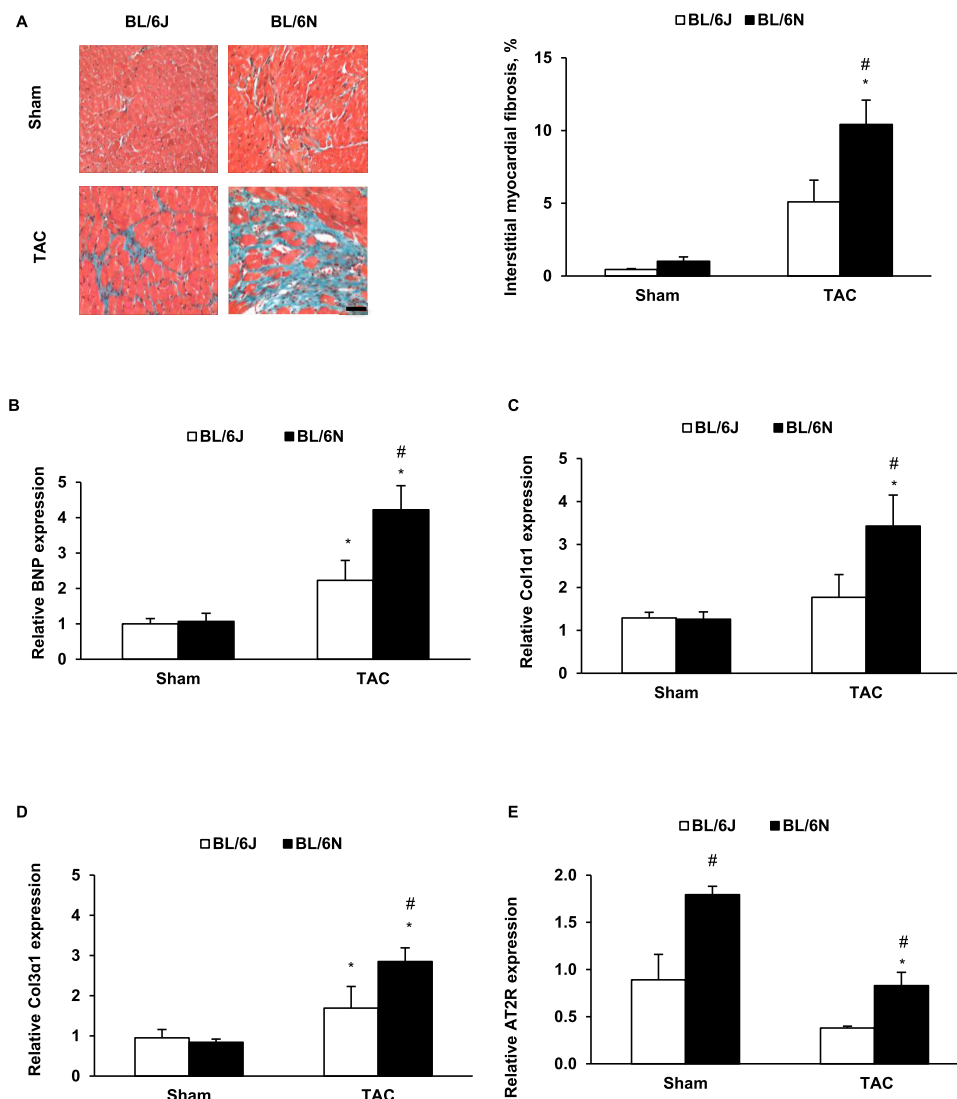 A
BL/6J BL/6N
Sham
TAC
BL/6J BL/6N
Interstitial myocardial fibrosis, %
15
10
5
0
#
*
Sham TAC
B
BL/6J BL/6N
Relative BNP expression
5
4
3
2
1
0
*
#
*
Sham TAC
C
BL/6J BL/6N
Relative Col1α1 expression
5
4
3
2
1
0
#
*
Sham TAC
D
BL/6J BL/6N
Relative Col3α1 expression
5
4
3
2
1
0
*
#
*
Sham TAC
E
BL/6J BL/6N
Relative AT2R expression
2.0
1.5
1.0
0.5
0.0
#
#
*
Sham TAC